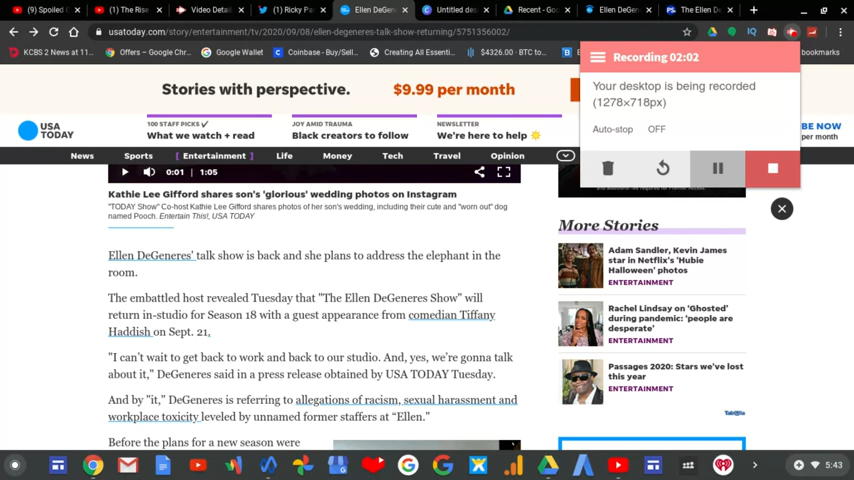 (9) Spoiled C
(1) The Rise
Video Detail
(1) Ricky Pa
Ellen DeGene
Untitled des
Recent - Goo
Ellen DeGen
The Ellen D
usatoday.com/story/entertainment/tv/2020/09/08/ellen-degeneres-talk-show-returning/5751356002/
KCBS 2 News at 11...
Offers – Google Chr...
Google Wallet
Coinbase - Buy/Sell...
Creating All Essenti...
$4326.00 - BTC to...
bookmarks
Recording 02:02
Your desktop is being recorded
(1278×718px)
Auto-stop OFF
Stories with perspective. $9.99 per month
USA
TODAY
100 STAFF PICKS
What we watch + read
JOY AMID TRAUMA
Black creators to follow
NEWSLETTER
We're here to help
BE NOW
per month
News Sports [ Entertainment ] Life Money Tech Travel Opinion
0:01 1:05
Kathie Lee Gifford shares son's 'glorious' wedding photos on Instagram
"TODAY Show" Co-host Kathie Lee Gifford shares photos of her son's wedding, including their cute and "worn out" dog
named Pooch. Entertain This!, USA TODAY
Ellen DeGeneres' talk show is back and she plans to address the elephant in the
room.
The embattled host revealed Tuesday that "The Ellen DeGeneres Show" will
return in-studio for Season 18 with a guest appearance from comedian Tiffany
Haddish on Sept. 21.
"I can't wait to get back to work and back to our studio. And, yes, we're gonna talk
about it," DeGeneres said in a press release obtained by USA TODAY Tuesday.
And by "it," DeGeneres is referring to allegations of racism, sexual harassment and
workplace toxicity leveled by unnamed former staffers at “Ellen.”
Before the plans for a new season were
More Stories
Adam Sandler, Kevin James
star in Netflix's 'Hubie
Halloween' photos
ENTERTAINMENT
Rachel Lindsay on 'Ghosted'
during pandemic: 'people are
desperate'
ENTERTAINMENT
Passages 2020: Stars we've lost
this year
ENTERTAINMENT
Taboola
5:43